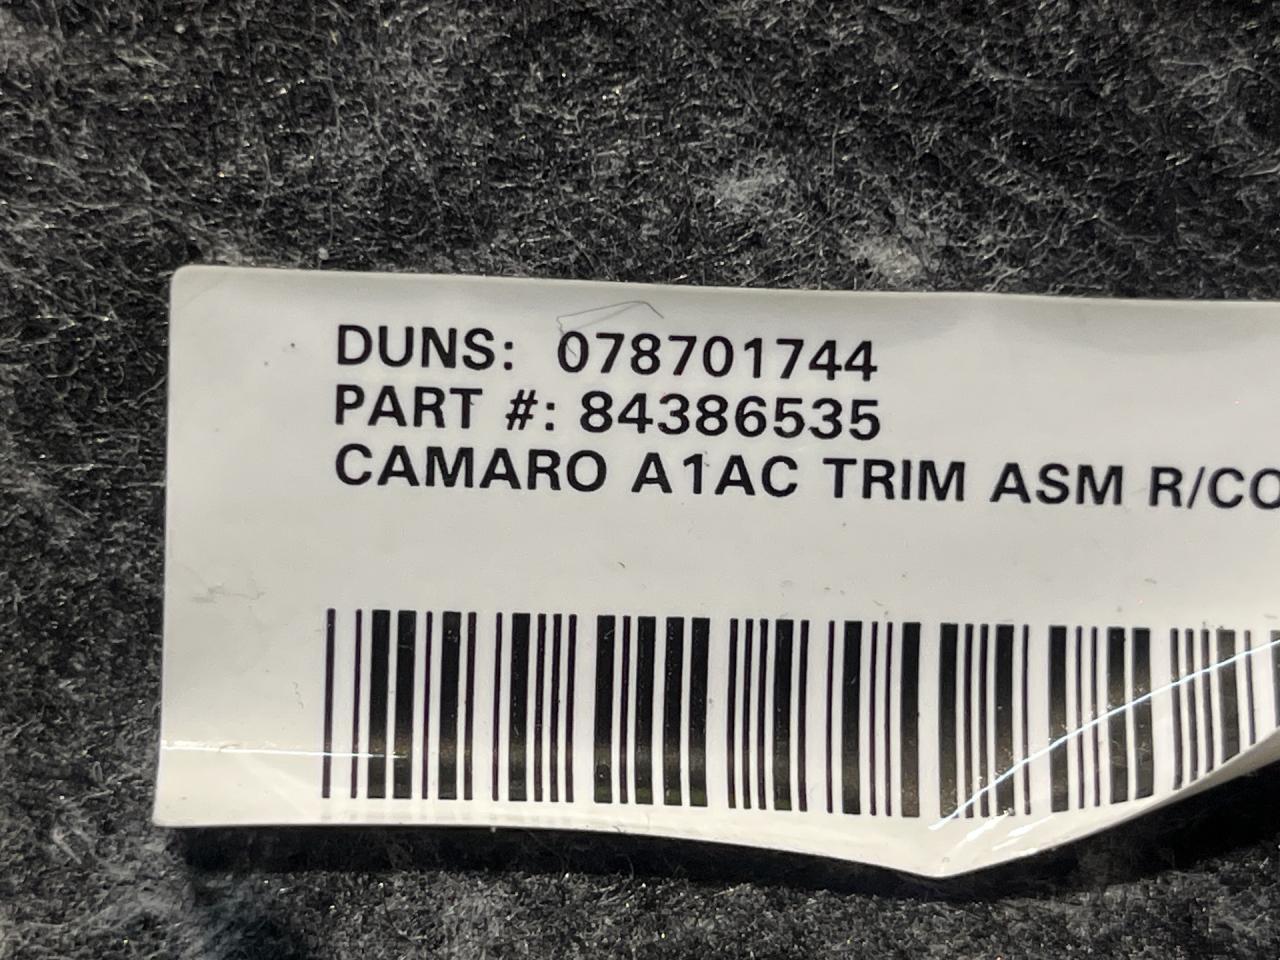 DUNS: 078701744
PART #: 84386535
CAMARO A1AC TRIM ASM R/CO